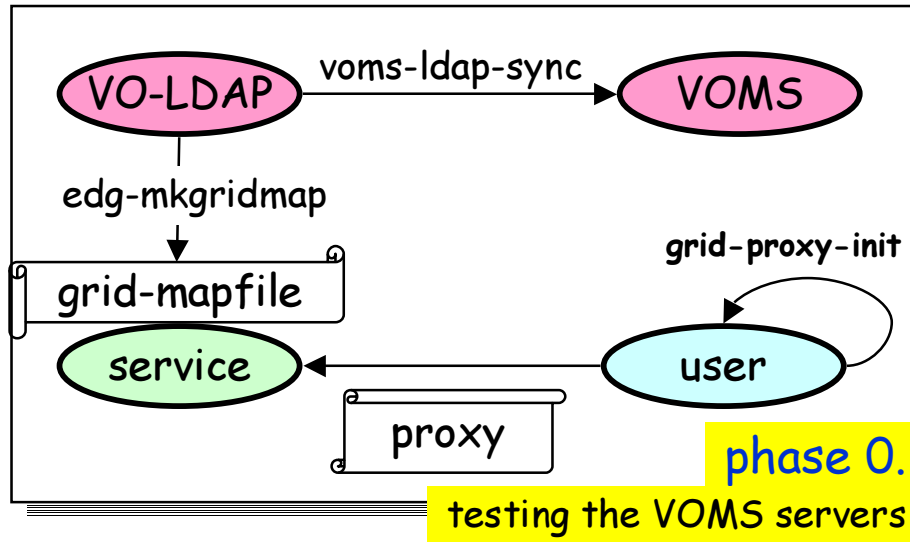 voms-ldap-sync
VO-LDAP
VOMS
edg-mkgridmap
grid-proxy-init
grid-mapfile
service
user
proxy
phase 0.
testing the VOMS servers